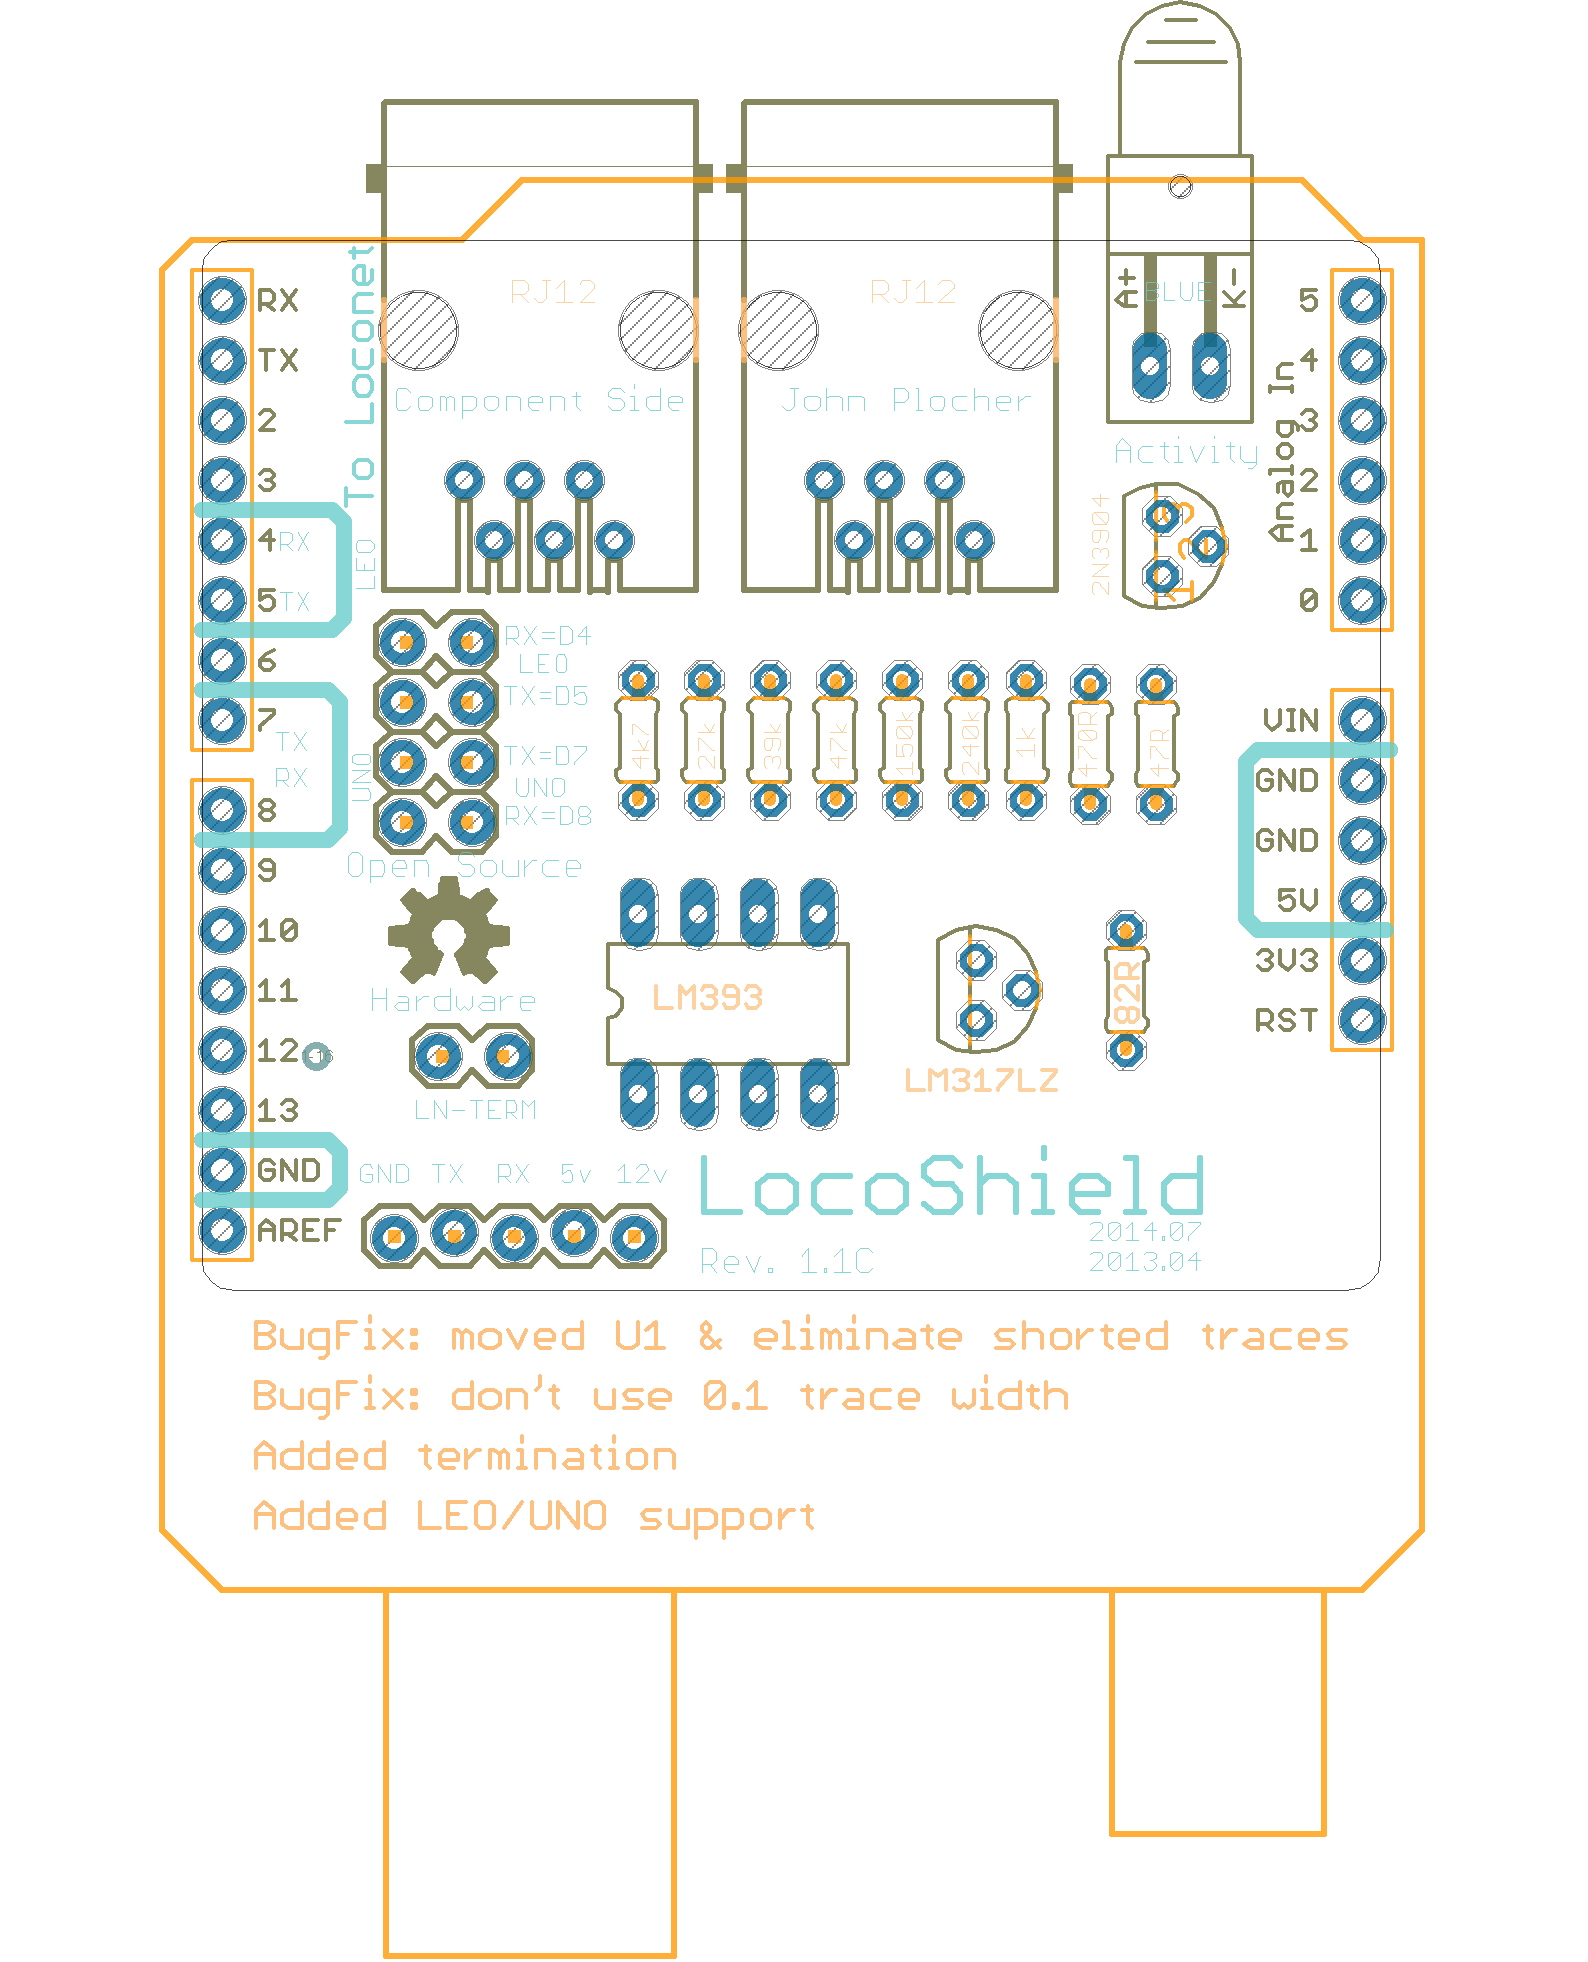 RJ12
RJ12
A+
BLUE
K-
RX
TX
2
3
4
5
6
7
8
9
10
11
12
13
GND
AREF
To Loconet
RX
TX
LEO
TX
RX
UNO
Component Side
John Plocher
Activity
2N3904
1
2
3
5
4
3
2
1
0
Analog In
RX=D4
LEO
TX=D5
TX=D7
UNO
RX=D8
4k7
27k
39k
47k
150k
240k
1k
470R
47R
VIN
GND
GND
5V
3V3
RST
Open Source
Hardware
LM393
LM317LZ
82R
LN-TERM
GND TX RX 5v 12v
LocoShield
2014.07
2013.04
Rev. 1.1C
BugFix: moved U1 & eliminate shorted traces
BugFix: don't use 0.1 trace width
Added termination
Added LEO/UNO support